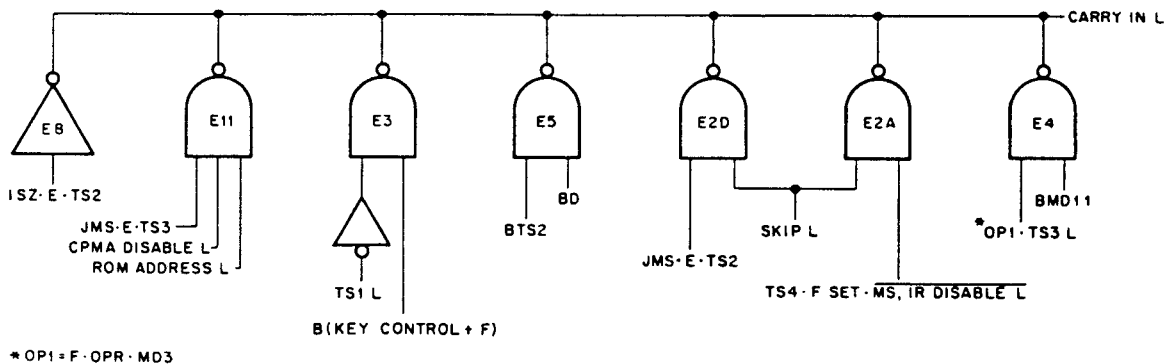 CARRY IN L
E8
E11
E3
E5
E2D
E2A
E4
ISZ·E·TS2
BD
BMD11
JMS·E·TS3
BTS2
SKIP L
*OP1·TS3 L
CPMA DISABLE L
ROM ADDRESS L
JMS·E·TS2
TS1 L
TS4·F SET·MS, IR DISABLE L
B(KEY CONTROL + F)
*OP1=F·OPR·MD3